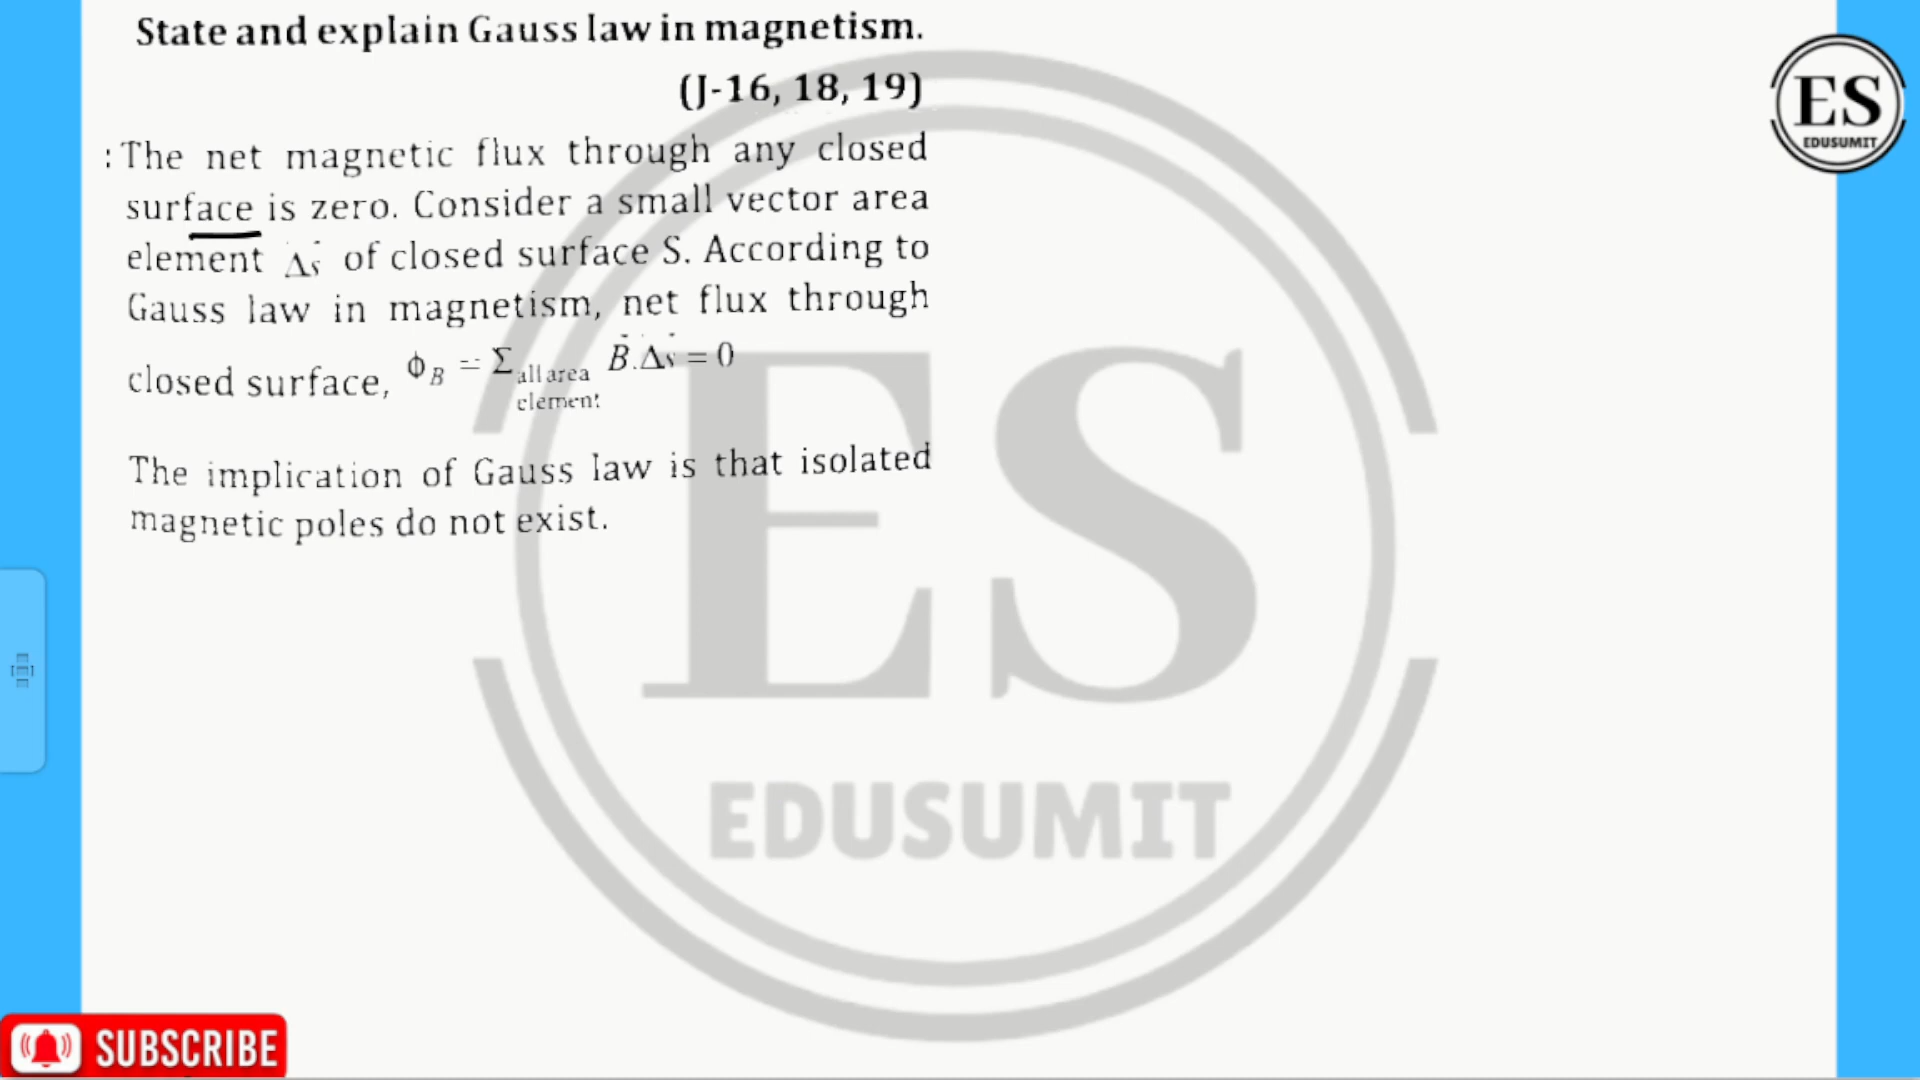 State and explain Gauss law in magnetism.
(J-16, 18, 19)
: The net magnetic flux through any closed
surface is zero. Consider a small vector area
element Δs⃗ of closed surface S. According to
Gauss law in magnetism, net flux through
closed surface, ϕ_B = Σ_{all area element} B⃗.Δs⃗ = 0
The implication of Gauss law is that isolated
magnetic poles do not exist.
ES
EDUSUMIT
ES
EDUSUMIT
SUBSCRIBE